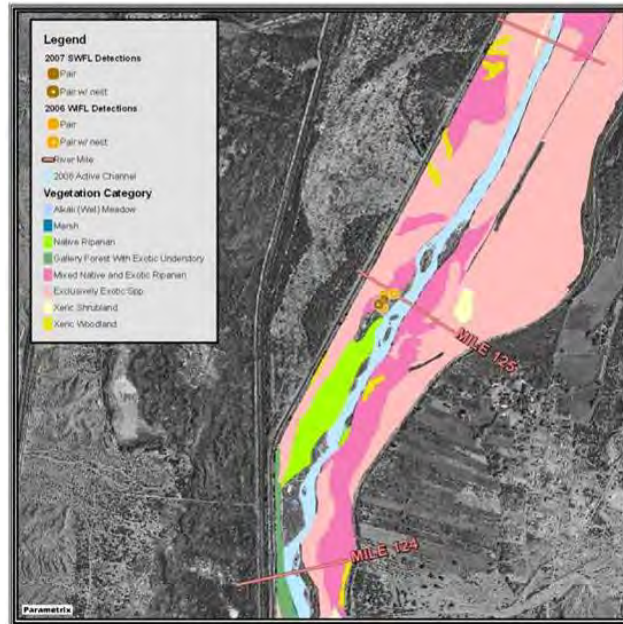 Legend
2007 SWFL Detections
Pair
Pair w/ nest
2006 WIFL Detections
Pair
Pair w/ nest
River Mile
2006 Active Channel
Vegetation Category
Alkali (Wet) Meadow
Marsh
Native Riparian
Gallery Forest With Exotic Understory
Mixed Native and Exotic Riparian
Exclusively Exotic Spp.
Xeric Shrubland
Xeric Woodland
MILE 125
MILE 124
Parametrix